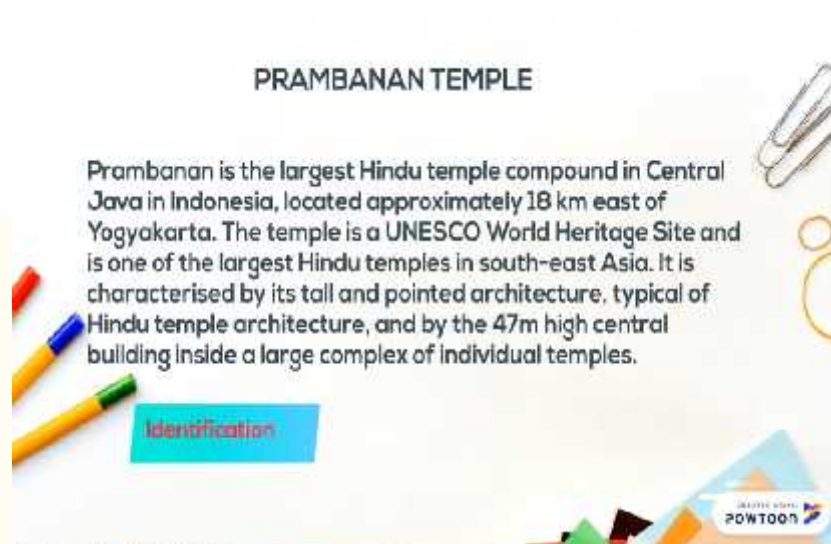 PRAMBANAN TEMPLE
Prambanan is the largest Hindu temple compound in Central
Java in Indonesia, located approximately 18 km east of
Yogyakarta. The temple is a UNESCO World Heritage Site and
is one of the largest Hindu temples in south-east Asia. It is
characterised by its tall and pointed architecture, typical of
Hindu temple architecture, and by the 47m high central
building inside a large complex of individual temples.
Identification
POWTOON